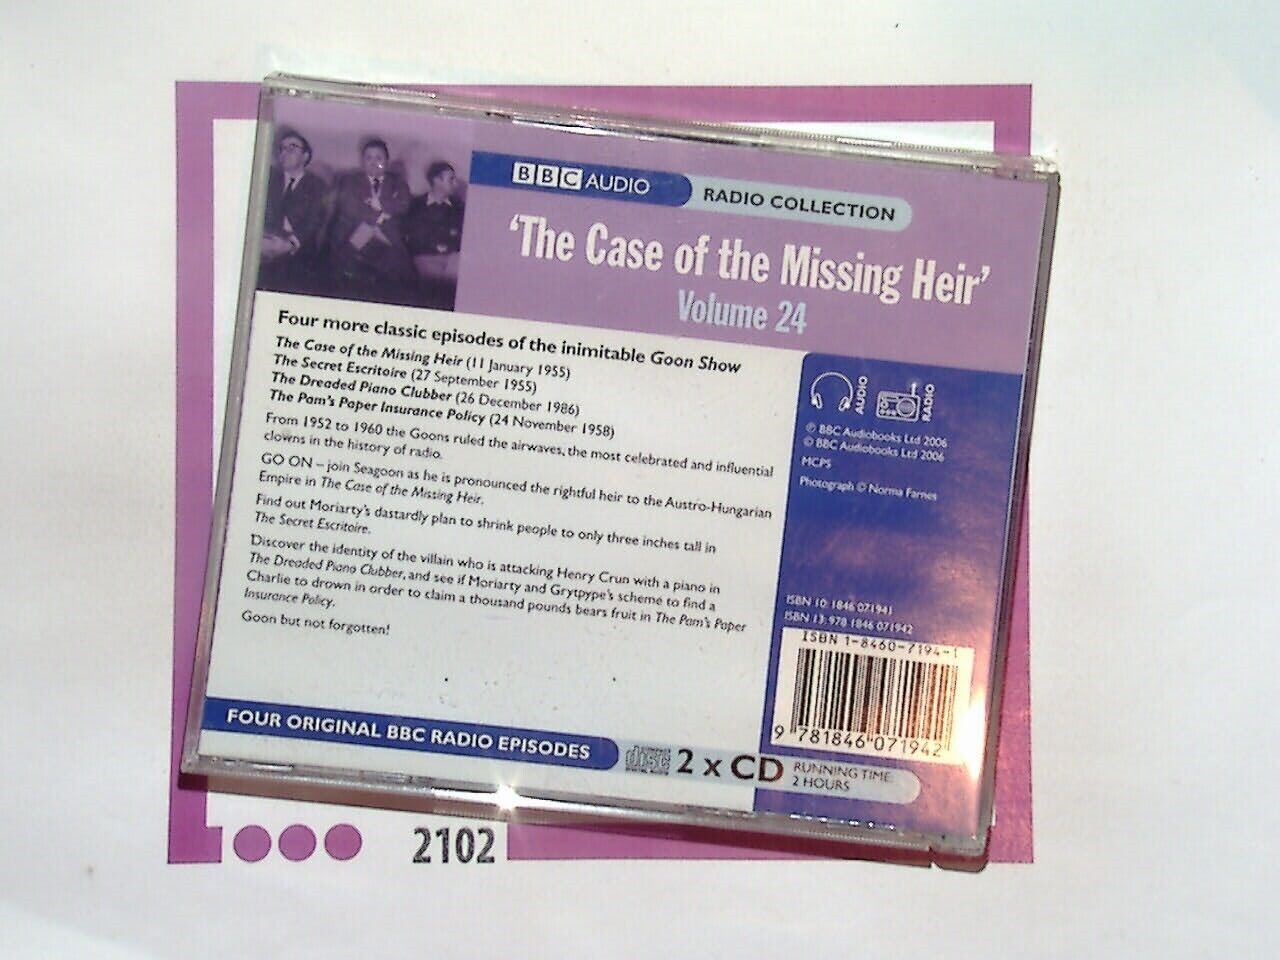 BBC AUDIO RADIO COLLECTION
'The Case of the Missing Heir'
Volume 24
Four more classic episodes of the inimitable Goon Show
The Case of the Missing Heir (11 January 1955)
The Secret Escritoire (27 September 1955)
The Dreaded Piano Clubber (26 December 1986)
The Pam's Paper Insurance Policy (24 November 1958)
From 1952 to 1960 the Goons ruled the airwaves, the most celebrated and influential
clowns in the history of radio.
GO ON – join Seagoon as he is pronounced the rightful heir to the Austro-Hungarian
Empire in The Case of the Missing Heir.
Find out Moriarty's dastardly plan to shrink people to only three inches tall in
The Secret Escritoire.
Discover the identity of the villain who is attacking Henry Crun with a piano in
The Dreaded Piano Clubber, and see if Moriarty and Grytpype's scheme to find a
Charlie to drown in order to claim a thousand pounds bears fruit in The Pam's Paper
Insurance Policy.
Goon but not forgotten!
AUDIO
RADIO
℗ BBC Audiobooks Ltd 2006
© BBC Audiobooks Ltd 2006
MCPS
Photograph © Norma Farnes
ISBN 10: 1846 071941
ISBN 13: 978 1846 071942
ISBN 1-8460-7194-1
9 781846 071942
FOUR ORIGINAL BBC RADIO EPISODES
disc 2 x CD RUNNING TIME:
2 HOURS
2102